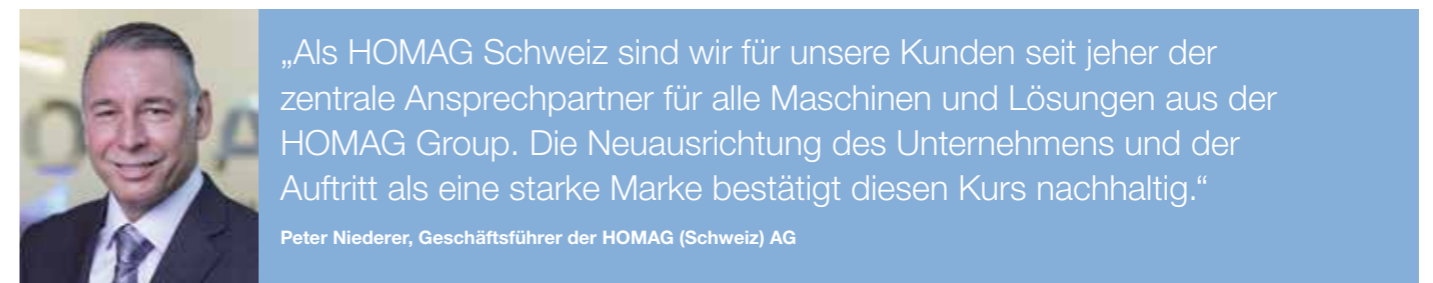 „Als HOMAG Schweiz sind wir für unsere Kunden seit jeher der
zentrale Ansprechpartner für alle Maschinen und Lösungen aus der
HOMAG Group. Die Neuausrichtung des Unternehmens und der
Auftritt als eine starke Marke bestätigt diesen Kurs nachhaltig.“
Peter Niederer, Geschäftsführer der HOMAG (Schweiz) AG